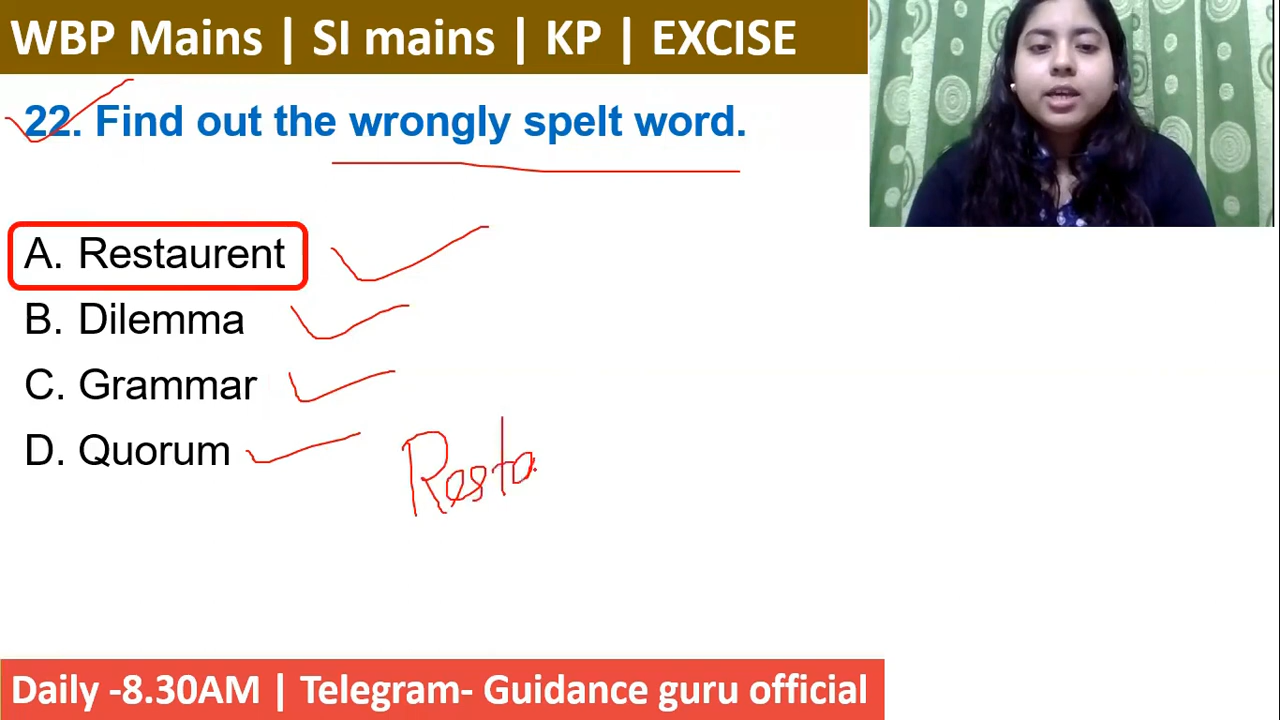 WBP Mains | SI mains | KP | EXCISE
22. Find out the wrongly spelt word.
A. Restaurent
B. Dilemma
C. Grammar
D. Quorum
Resta
Daily -8.30AM | Telegram- Guidance guru official